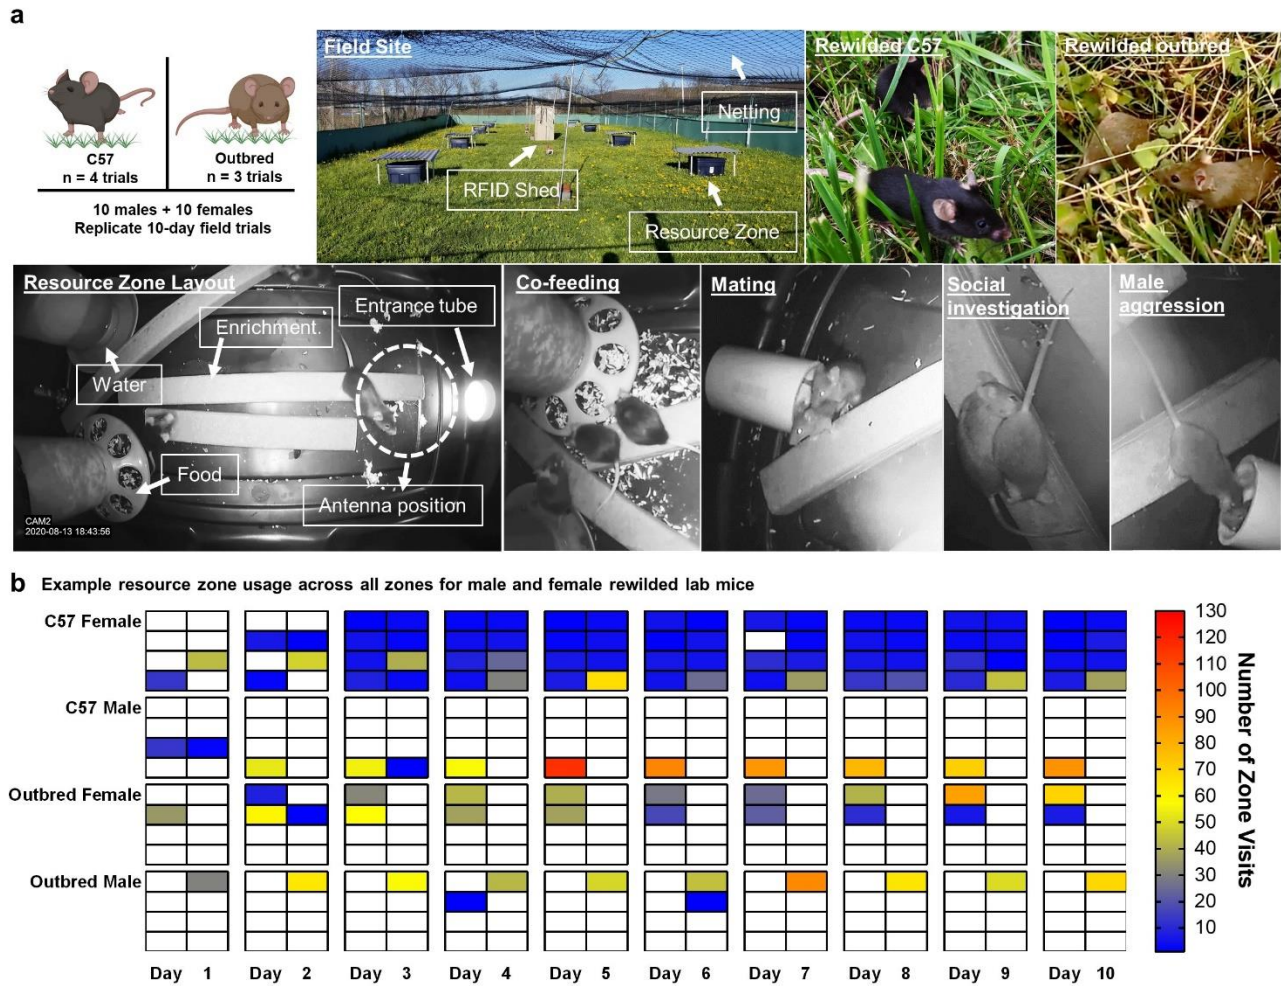 a
C57
n = 4 trials
Outbred
n = 3 trials
10 males + 10 females
Replicate 10-day field trials
Field Site
Netting
RFID Shed
Resource Zone
Rewilded C57
Rewilded outbred
Resource Zone Layout
Entrance tube
Enrichment.
Water
Food
Antenna position
CAM2
2020-08-13 18:43:56
Co-feeding
Mating
Social
investigation
Male
aggression
b Example resource zone usage across all zones for male and female rewilded lab mice
C57 Female
C57 Male
Outbred Female
Outbred Male
Day 1 Day 2 Day 3 Day 4 Day 5 Day 6 Day 7 Day 8 Day 9 Day 10
130
120
110
100
90
80
70
60
50
40
30
20
10
Number of Zone Visits